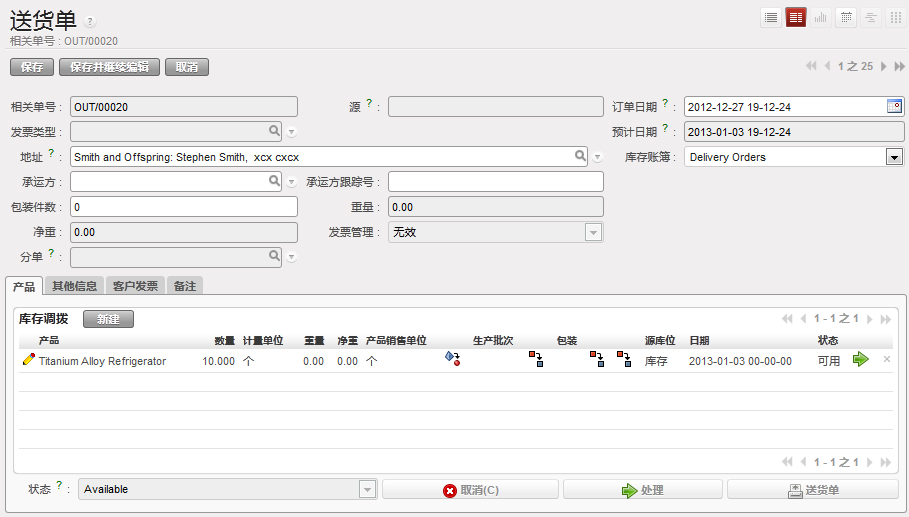 送货单 ?
相关单号 : OUT/00020
保存 保存并继续编辑 取消 1 之 25
相关单号 : OUT/00020 源 ? : 订单日期 ? : 2012-12-27 19-12-24
发票类型 : 预计日期 ? : 2013-01-03 19-12-24
地址 ? : Smith and Offspring: Stephen Smith, xcx cxcx 库存账簿 : Delivery Orders
承运方 : 承运方跟踪号 :
包装件数 : 0 重量 : 0.00
净重 : 0.00 发票管理 : 无效
分单 ? :
产品 其他信息 客户发票 备注
库存调拨 新建 1 - 1 之 1
产品 数量 计量单位 重量 净重 产品销售单位 生产批次 包装 源库位 日期 状态
Titanium Alloy Refrigerator 10.000 个 0.00 0.00 个 库存 2013-01-03 00-00-00 可用
1 - 1 之 1
状态 ? : Available 取消(C) 处理 送货单